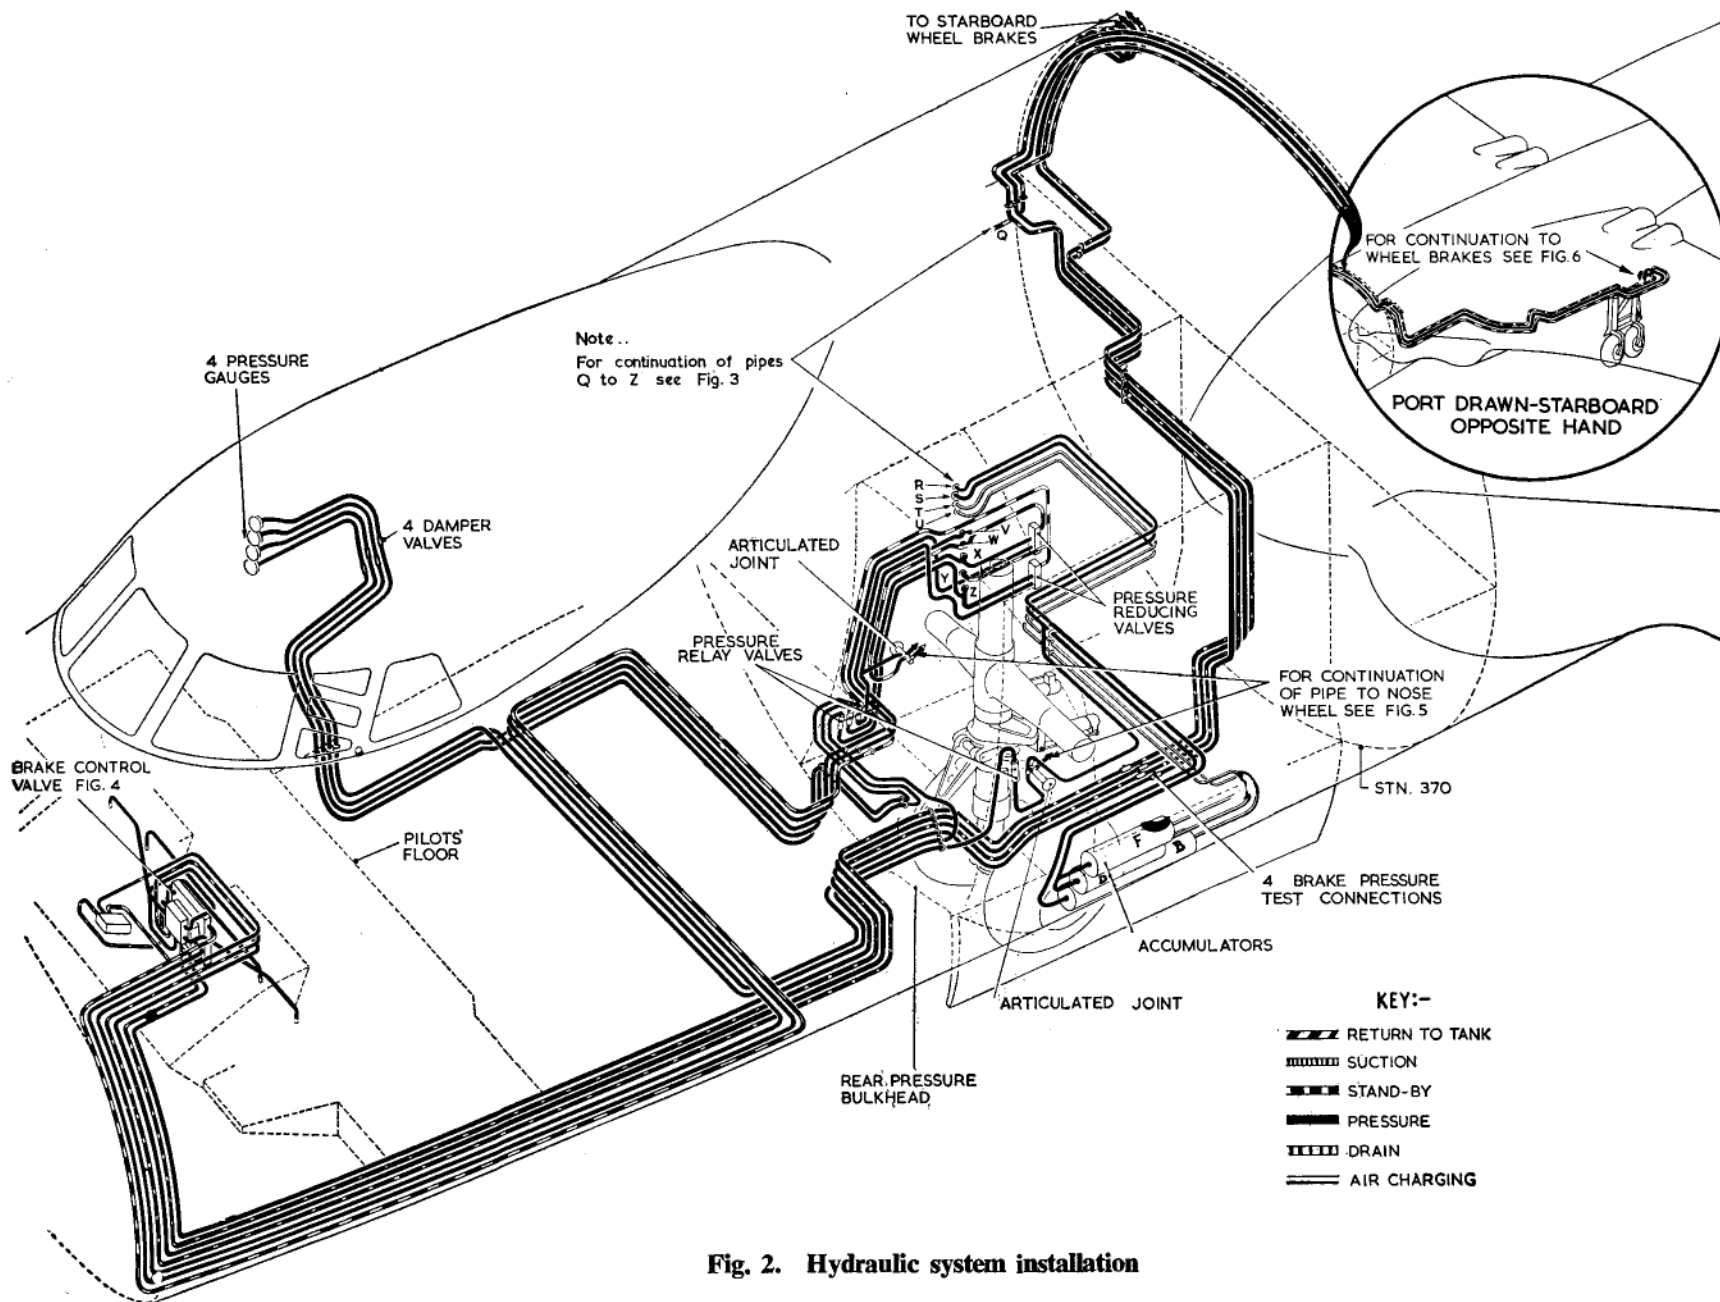 TO STARBOARD
WHEEL BRAKES
FOR CONTINUATION TO
WHEEL BRAKES SEE FIG.6
PORT DRAWN-STARBOARD
OPPOSITE HAND
Q
Note..
For continuation of pipes
Q to Z see Fig. 3
4 PRESSURE
GAUGES
4 DAMPER
VALVES
R
S
T
U
V
W
X
Y
Z
ARTICULATED
JOINT
PRESSURE
REDUCING
VALVES
PRESSURE
RELAY VALVES
FOR CONTINUATION
OF PIPE TO NOSE
WHEEL SEE FIG.5
STN. 370
BRAKE CONTROL
VALVE FIG. 4
PILOTS'
FLOOR
F
B
4 BRAKE PRESSURE
TEST CONNECTIONS
ACCUMULATORS
ARTICULATED JOINT
REAR PRESSURE
BULKHEAD
KEY:-
RETURN TO TANK
SUCTION
STAND-BY
PRESSURE
DRAIN
AIR CHARGING
Fig. 2. Hydraulic system installation